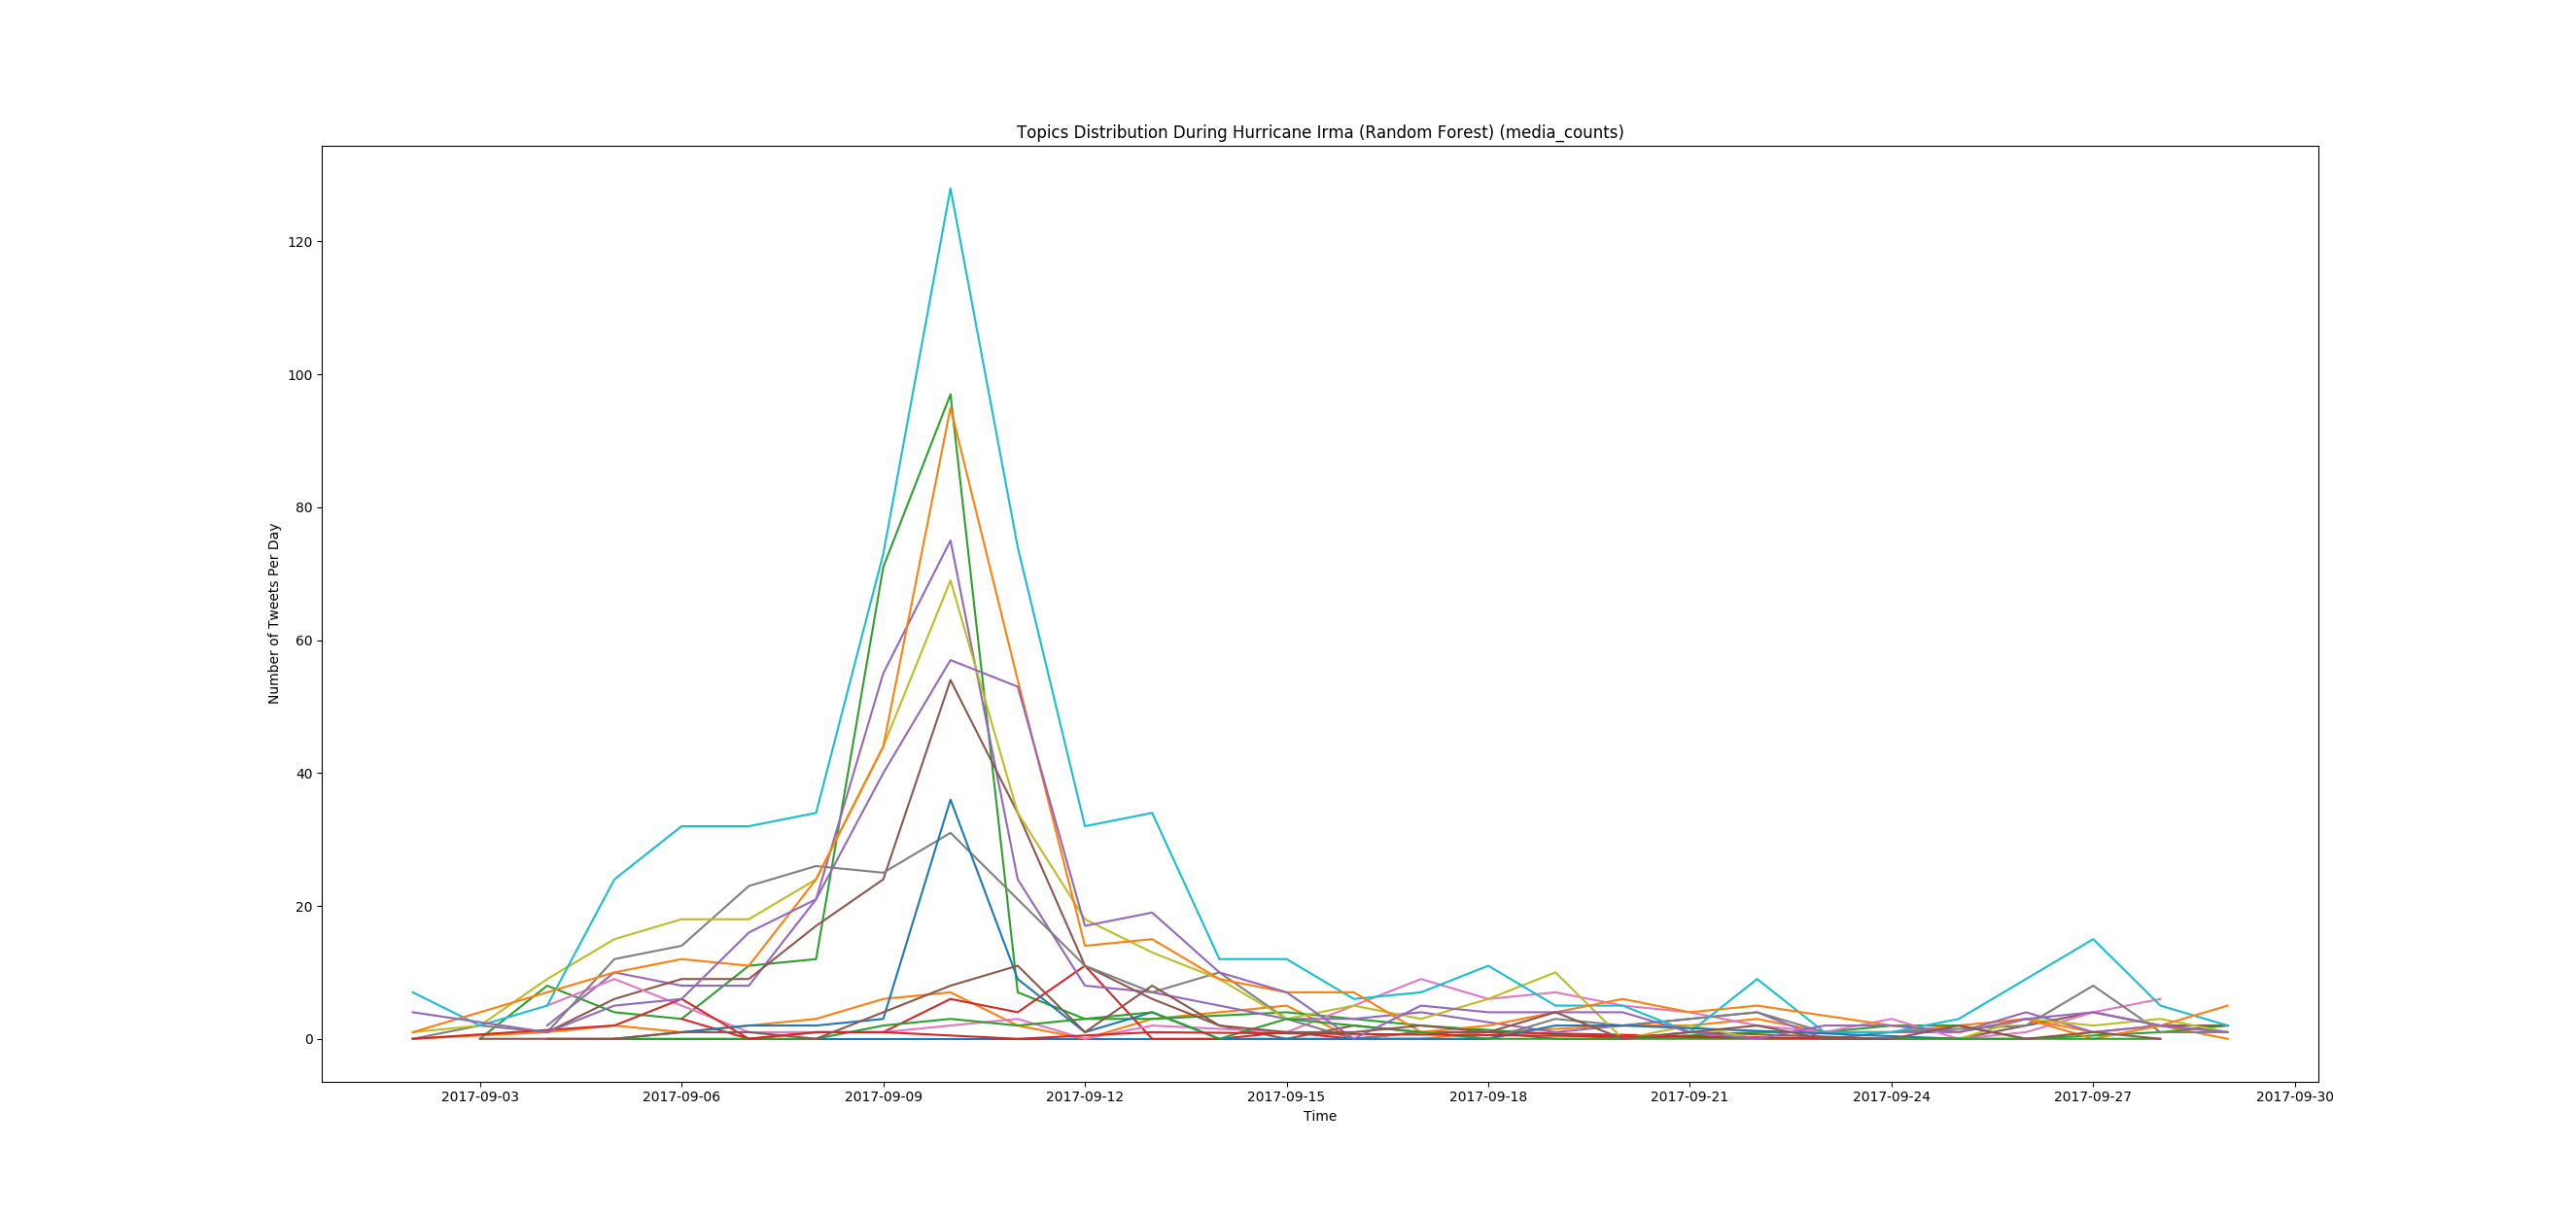 Topics Distribution During Hurricane Irma (Random Forest) (media_counts)
120
100
80
60
40
20
0
Number of Tweets Per Day
2017-09-03 2017-09-06 2017-09-09 2017-09-12 2017-09-15 2017-09-18 2017-09-21 2017-09-24 2017-09-27 2017-09-30
Time